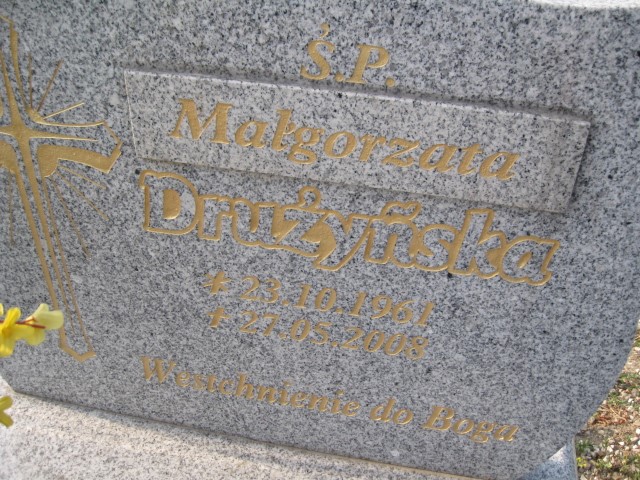 Ś.P.
Małgorzata
Drużyńska
* 23.10.1961
† 27.05.2008
Westchnienie do Boga